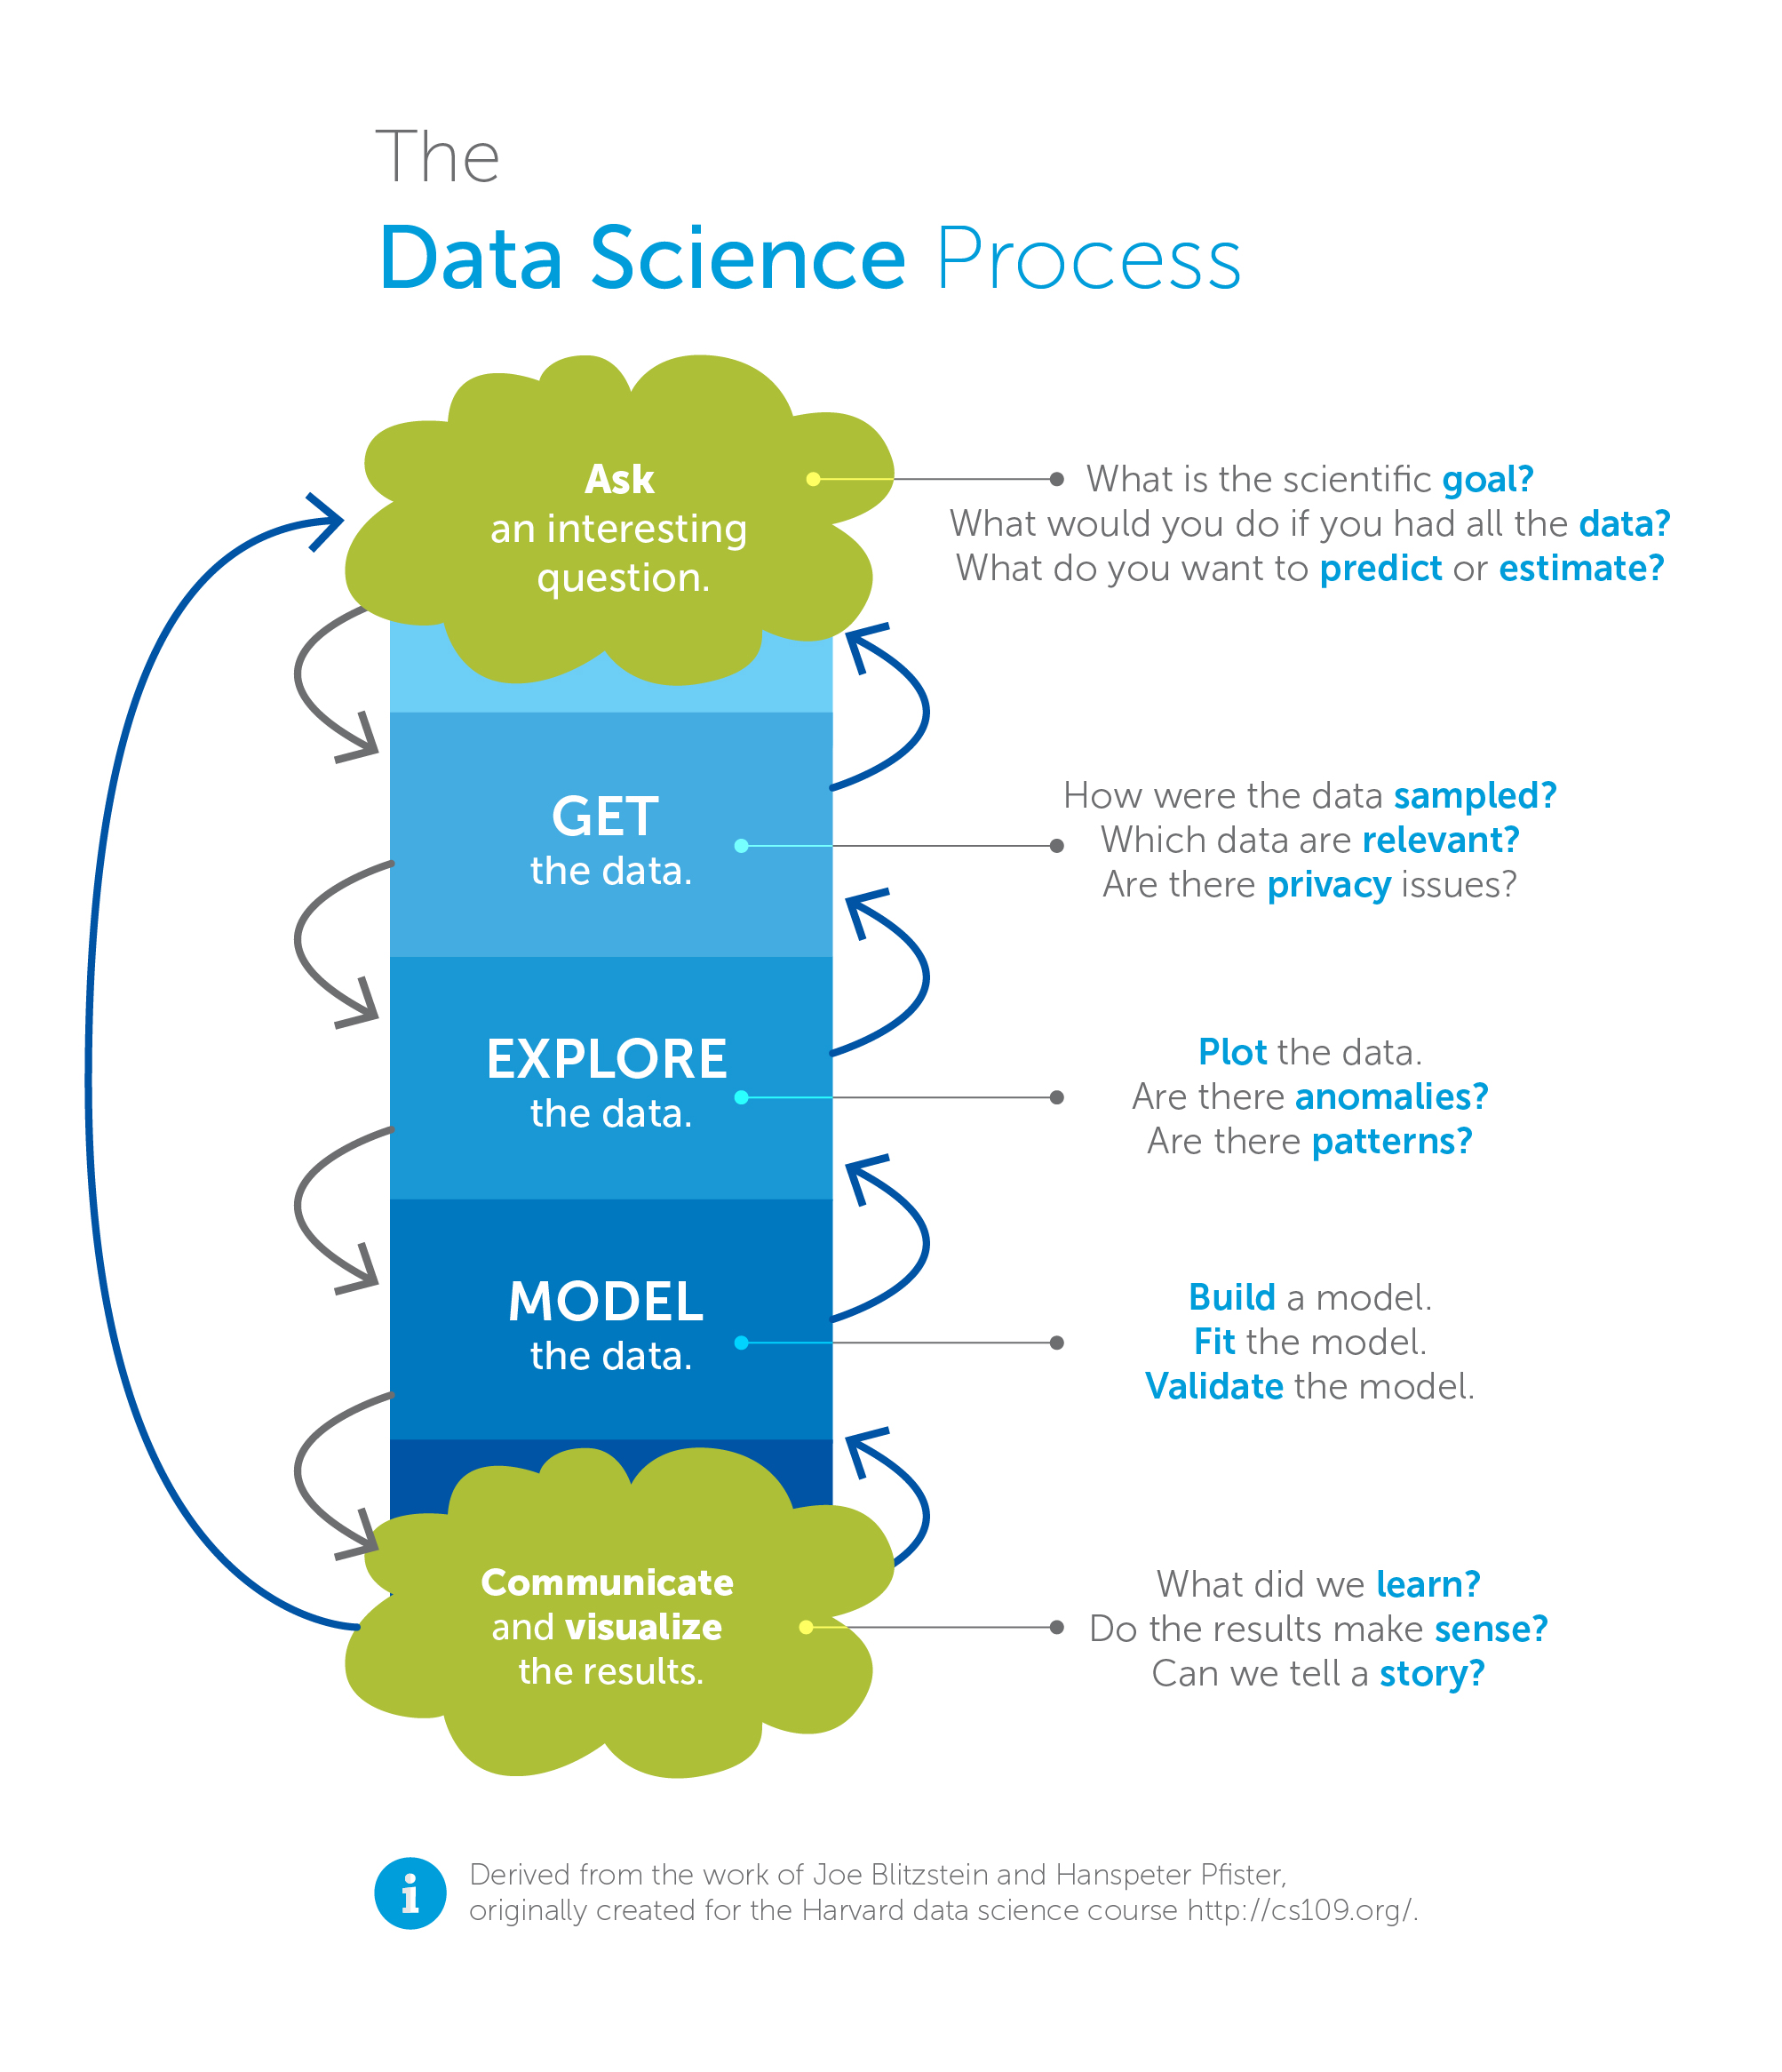 The
Data Science Process
Ask
an interesting
question.
What is the scientific goal?
What would you do if you had all the data?
What do you want to predict or estimate?
GET
the data.
How were the data sampled?
Which data are relevant?
Are there privacy issues?
EXPLORE
the data.
Plot the data.
Are there anomalies?
Are there patterns?
MODEL
the data.
Build a model.
Fit the model.
Validate the model.
Communicate
and visualize
the results.
What did we learn?
Do the results make sense?
Can we tell a story?
i
Derived from the work of Joe Blitzstein and Hanspeter Pfister,
originally created for the Harvard data science course http://cs109.org/.